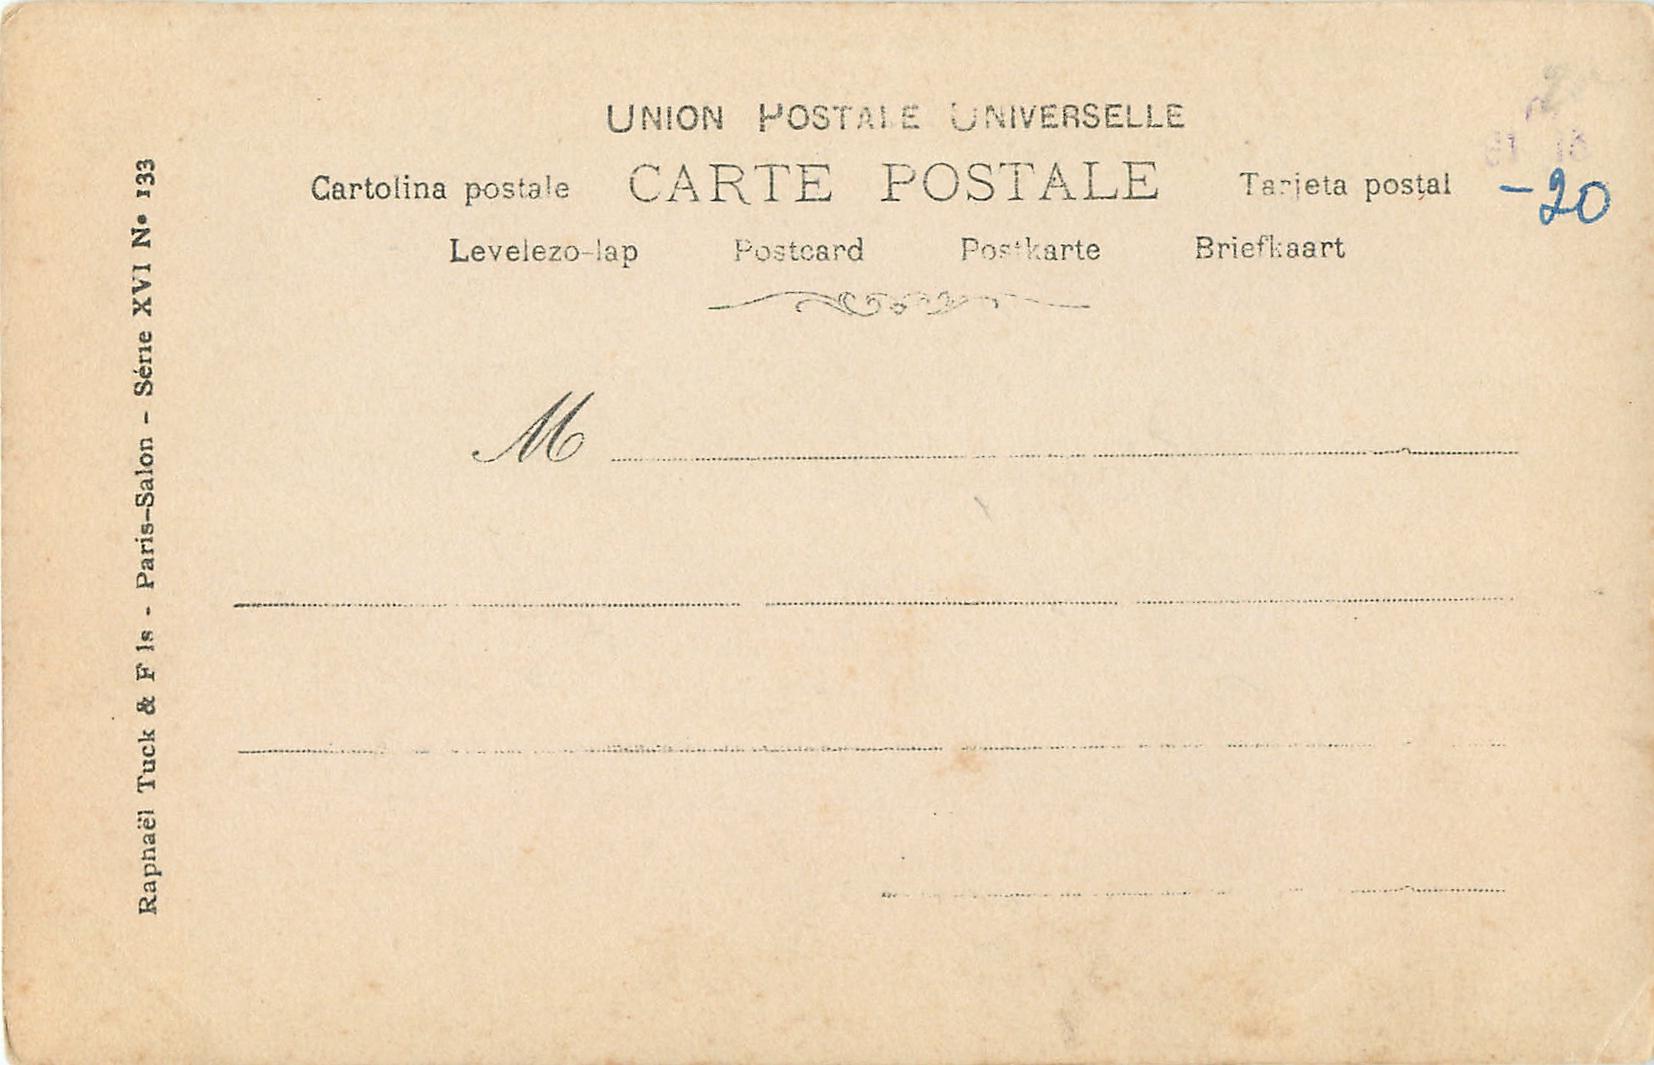 UNION POSTALE UNIVERSELLE
Cartolina postale CARTE POSTALE Tarjeta postal
-20
Levelezo-lap Postcard Postkarte Briefkaart
M
Raphaël Tuck & Fils - Paris-Salon - Série XVI Nº 133